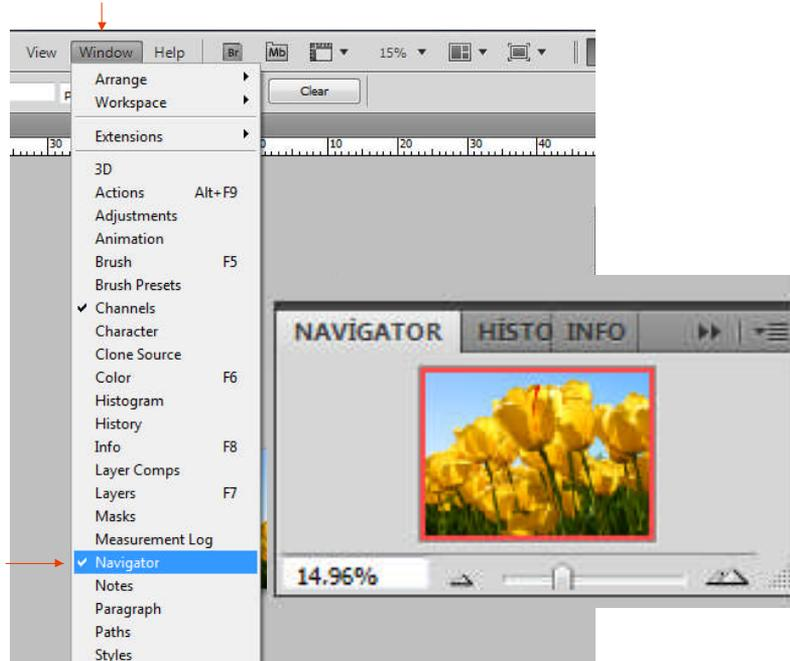 View Window Help Br Mb 15%
Arrange
Workspace
Clear
Extensions
30 10 20 30 40
3D
Actions Alt+F9
Adjustments
Animation
Brush F5
Brush Presets
Channels
Character
Clone Source
Color F6
Histogram
History
Info F8
Layer Comps
Layers F7
Masks
Measurement Log
Navigator
Notes
Paragraph
Paths
Styles
NAVİGATOR HİSTO INFO
14.96%